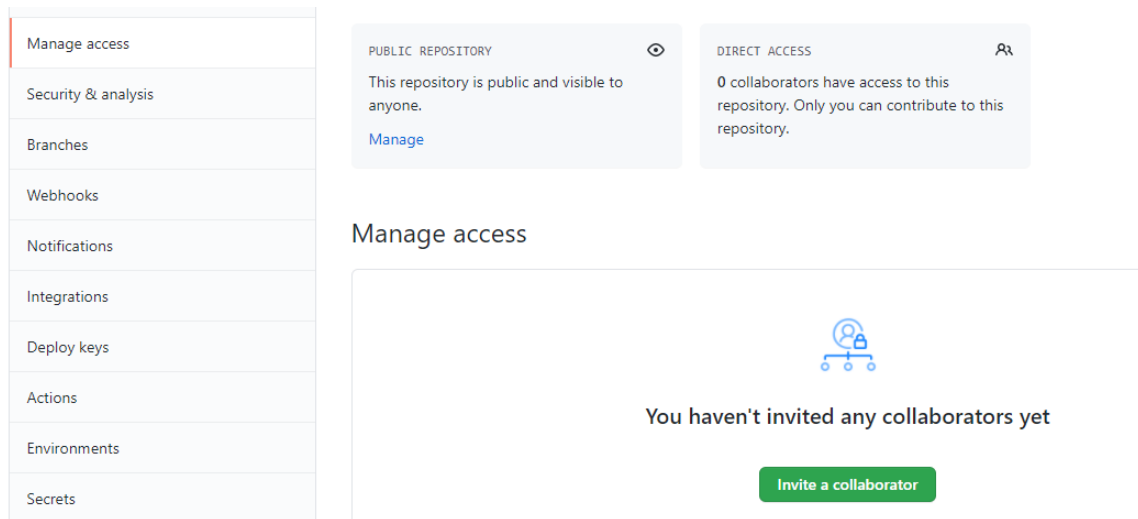 Manage access
Security & analysis
Branches
Webhooks
Notifications
Integrations
Deploy keys
Actions
Environments
Secrets
PUBLIC REPOSITORY
This repository is public and visible to
anyone.
Manage
DIRECT ACCESS
0 collaborators have access to this
repository. Only you can contribute to this
repository.
Manage access
You haven't invited any collaborators yet
Invite a collaborator